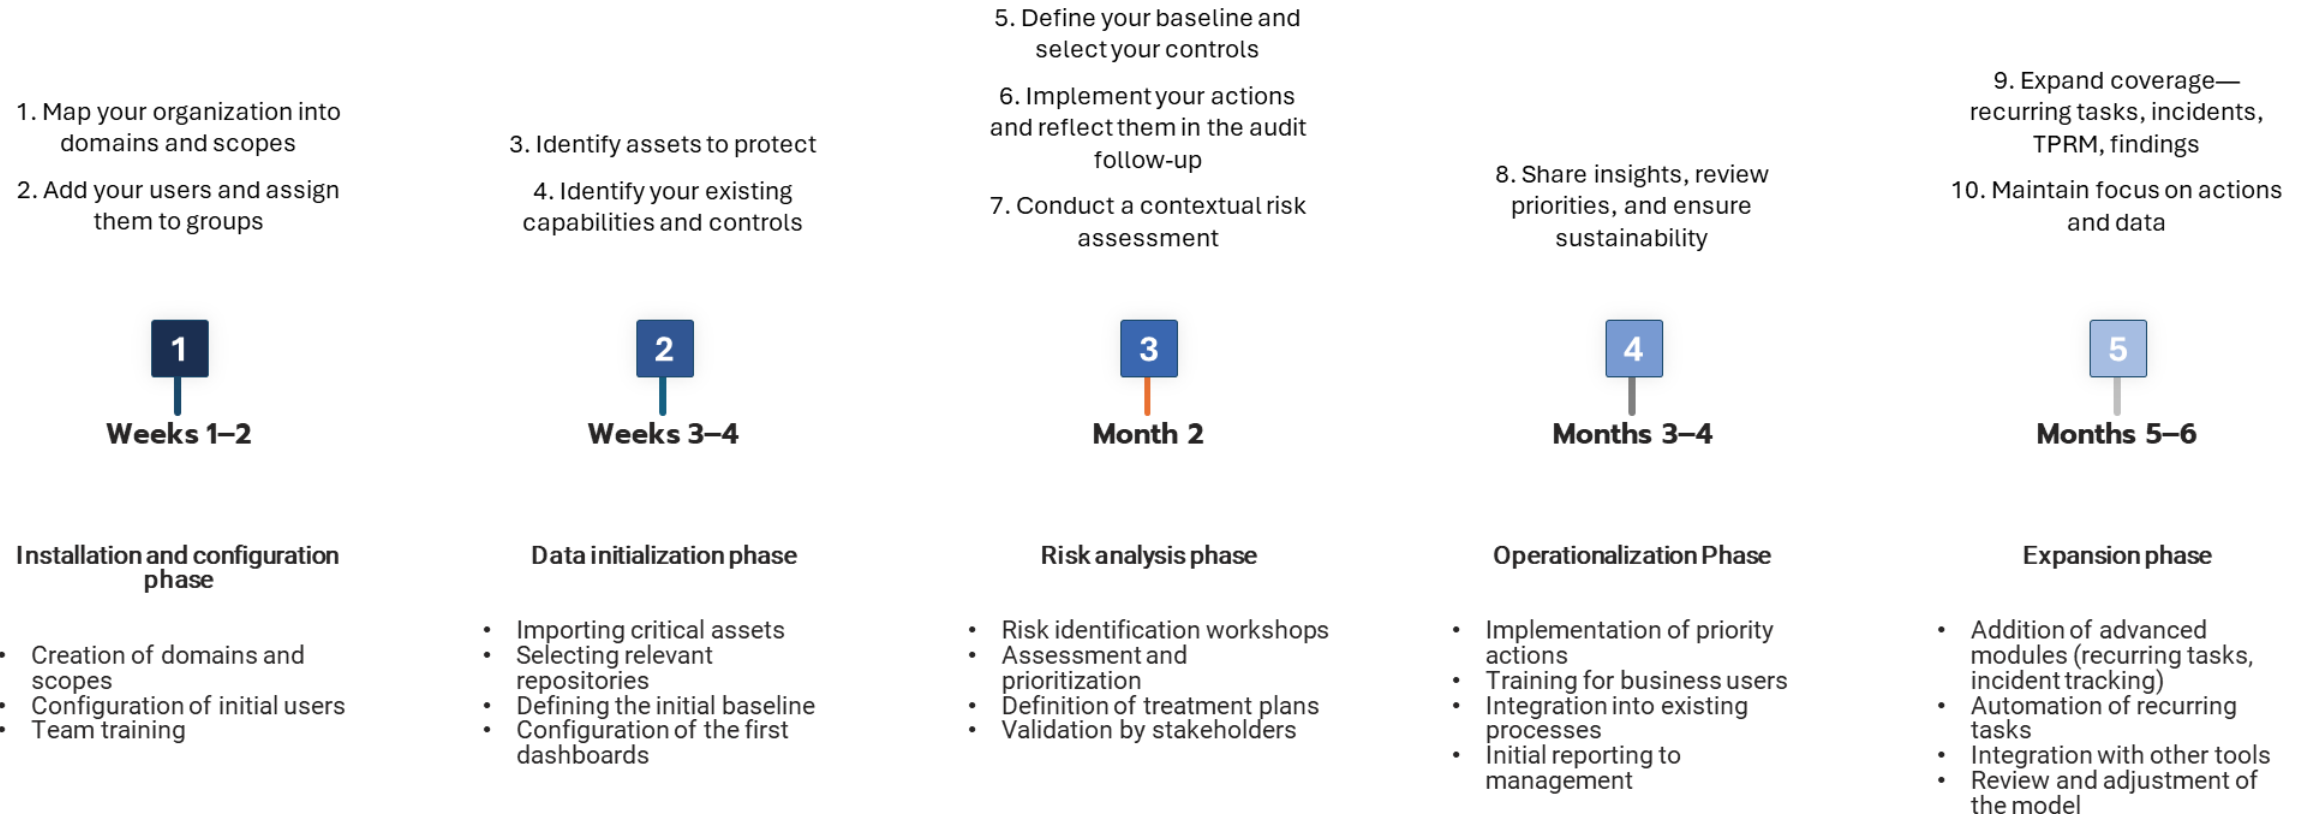 1. Map your organization into
domains and scopes
2. Add your users and assign
them to groups
3. Identify assets to protect
4. Identify your existing
capabilities and controls
5. Define your baseline and
select your controls
6. Implement your actions
and reflect them in the audit
follow-up
7. Conduct a contextual risk
assessment
8. Share insights, review
priorities, and ensure
sustainability
9. Expand coverage—
recurring tasks, incidents,
TPRM, findings
10. Maintain focus on actions
and data
1
2
3
4
5
Weeks 1–2
Weeks 3–4
Month 2
Months 3–4
Months 5–6
Installation and configuration
phase
• Creation of domains and
scopes
• Configuration of initial users
• Team training
Data initialization phase
• Importing critical assets
• Selecting relevant
repositories
• Defining the initial baseline
• Configuration of the first
dashboards
Risk analysis phase
• Risk identification workshops
• Assessment and
prioritization
• Definition of treatment plans
• Validation by stakeholders
Operationalization Phase
• Implementation of priority
actions
• Training for business users
• Integration into existing
processes
• Initial reporting to
management
Expansion phase
• Addition of advanced
modules (recurring tasks,
incident tracking)
• Automation of recurring
tasks
• Integration with other tools
• Review and adjustment of
the model